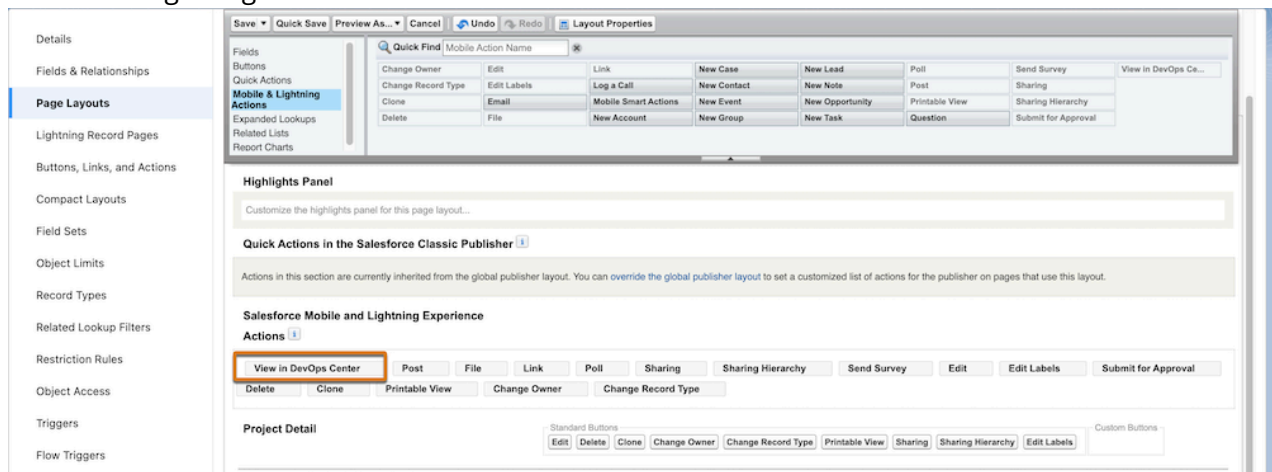 Save Quick Save Preview As... Cancel Undo Redo Layout Properties
Details
Fields & Relationships
Page Layouts
Lightning Record Pages
Buttons, Links, and Actions
Compact Layouts
Field Sets
Object Limits
Record Types
Related Lookup Filters
Restriction Rules
Object Access
Triggers
Flow Triggers
Fields
Buttons
Quick Actions
Mobile & Lightning
Actions
Expanded Lookups
Related Lists
Report Charts
Quick Find Mobile Action Name
Change Owner Edit Link New Case New Lead Poll Send Survey View in DevOps Ce...
Change Record Type Edit Labels Log a Call New Contact New Note Post Sharing
Clone Email Mobile Smart Actions New Event New Opportunity Printable View Sharing Hierarchy
Delete File New Account New Group New Task Question Submit for Approval
Highlights Panel
Customize the highlights panel for this page layout...
Quick Actions in the Salesforce Classic Publisher i
Actions in this section are currently inherited from the global publisher layout. You can override the global publisher layout to set a customized list of actions for the publisher on pages that use this layout.
Salesforce Mobile and Lightning Experience
Actions i
View in DevOps Center Post File Link Poll Sharing Sharing Hierarchy Send Survey Edit Edit Labels Submit for Approval
Delete Clone Printable View Change Owner Change Record Type
Project Detail
Standard Buttons
Edit Delete Clone Change Owner Change Record Type Printable View Sharing Sharing Hierarchy Edit Labels
Custom Buttons